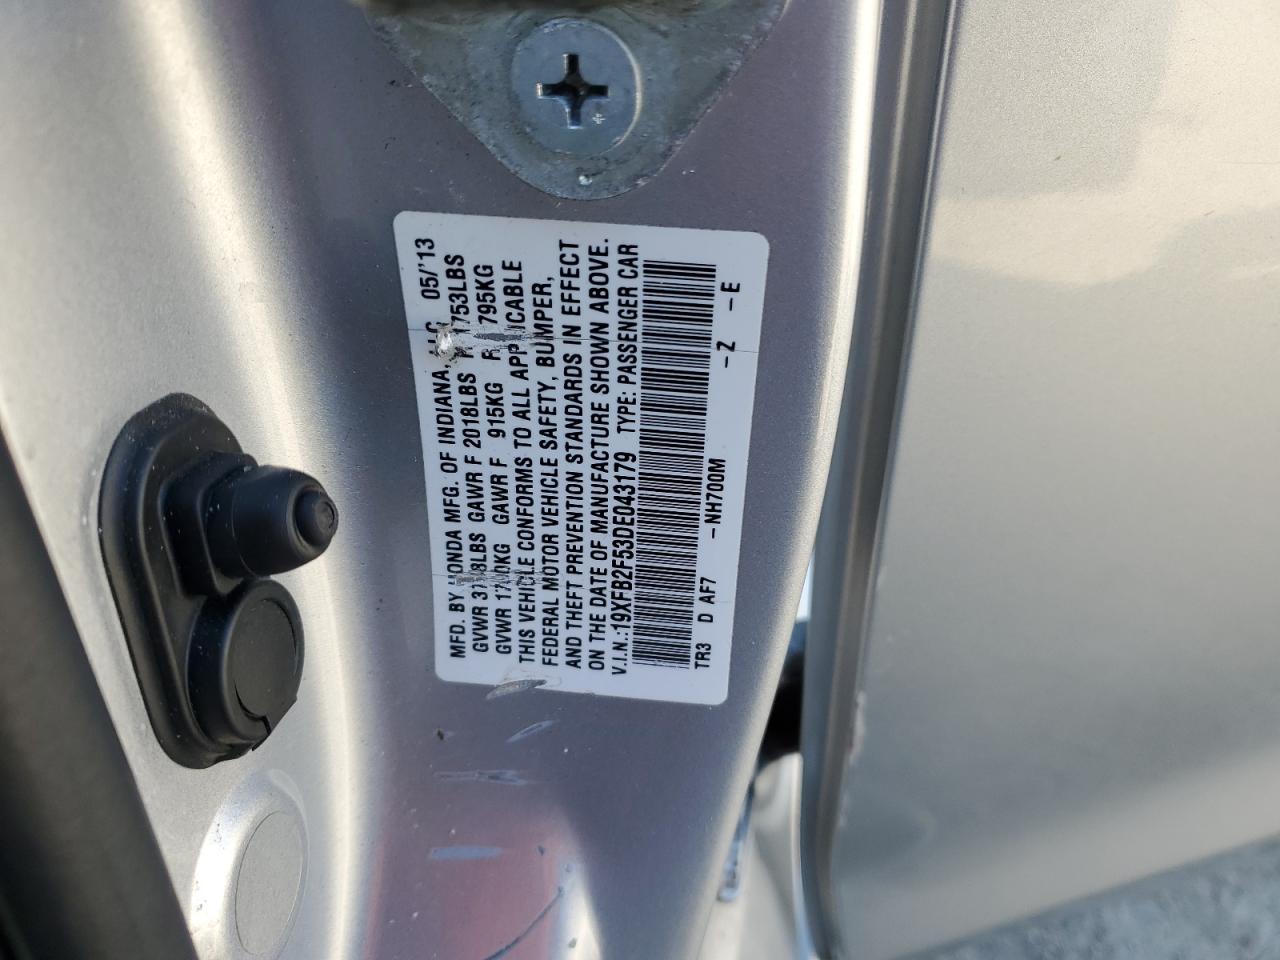 MFD. BY HONDA MFG. OF INDIANA, LLC 05/'13
GVWR LBS GAWR F 2018LBS R 1753LBS
GVWR KG GAWR F 915KG R 795KG
THIS VEHICLE CONFORMS TO ALL APPLICABLE
FEDERAL MOTOR VEHICLE SAFETY, BUMPER,
AND THEFT PREVENTION STANDARDS IN EFFECT
ON THE DATE OF MANUFACTURE SHOWN ABOVE.
V.I.N.:19XFB2F53DE043179 TYPE: PASSENGER CAR
TR3 D AF7 -NH700M -Z -E